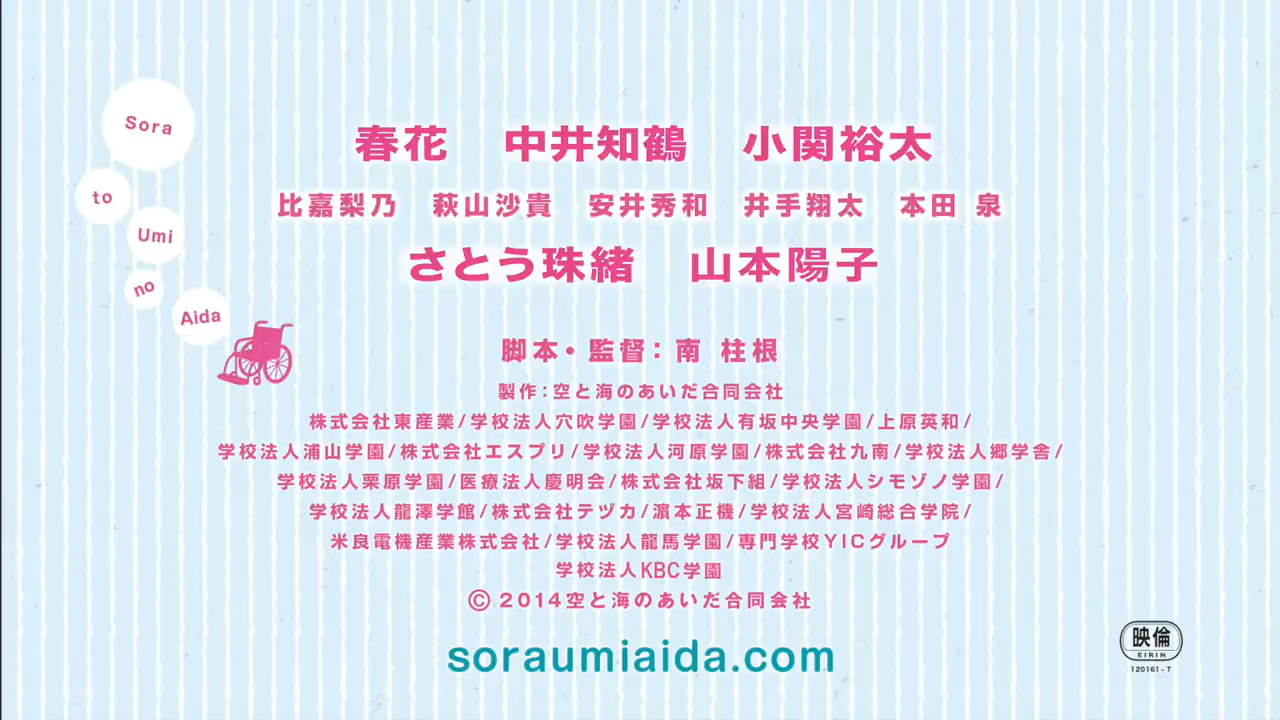 Sora
to
Umi
no
Aida
春花　中井知鶴　小関裕太
比嘉梨乃　萩山沙貴　安井秀和　井手翔太　本田 泉
さとう珠緒　山本陽子
脚本・監督：南 柱根
製作：空と海のあいだ合同会社
株式会社東産業/学校法人穴吹学園/学校法人有坂中央学園/上原英和/
学校法人浦山学園/株式会社エスプリ/学校法人河原学園/株式会社九南/学校法人郷学舎/
学校法人栗原学園/医療法人慶明会/株式会社坂下組/学校法人シモゾノ学園/
学校法人龍澤学館/株式会社テヅカ/濵本正機/学校法人宮崎総合学院/
米良電機産業株式会社/学校法人龍馬学園/専門学校YICグループ
学校法人KBC学園
©2014空と海のあいだ合同会社
soraumiaida.com
映倫
EIRIN
120161-T